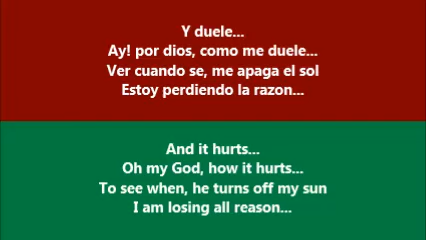 Y duele...
Ay! por dios, como me duele...
Ver cuando se, me apaga el sol
Estoy perdiendo la razon...
And it hurts...
Oh my God, how it hurts...
To see when, he turns off my sun
I am losing all reason...